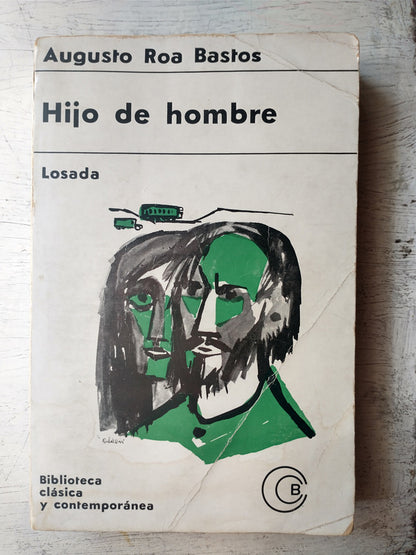 Augusto Roa Bastos
Hijo de hombre
Losada
Biblioteca
clásica
y contemporánea
B